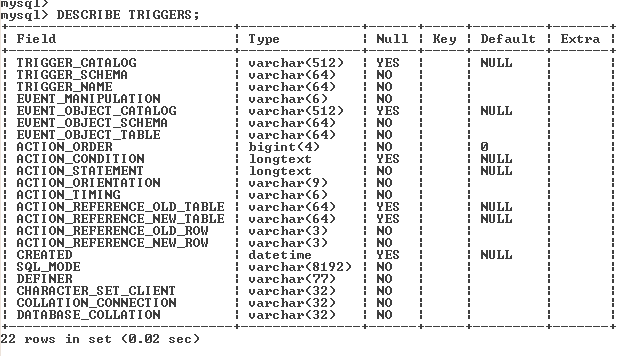 mysql>
mysql> DESCRIBE TRIGGERS;
+----------------------------+---------------+------+-----+---------+-------+
| Field                      | Type          | Null | Key | Default | Extra |
+----------------------------+---------------+------+-----+---------+-------+
| TRIGGER_CATALOG            | varchar(512)  | YES  |     | NULL    |       |
| TRIGGER_SCHEMA             | varchar(64)   | NO   |     |         |       |
| TRIGGER_NAME               | varchar(64)   | NO   |     |         |       |
| EVENT_MANIPULATION         | varchar(6)    | NO   |     |         |       |
| EVENT_OBJECT_CATALOG       | varchar(512)  | YES  |     | NULL    |       |
| EVENT_OBJECT_SCHEMA        | varchar(64)   | NO   |     |         |       |
| EVENT_OBJECT_TABLE         | varchar(64)   | NO   |     |         |       |
| ACTION_ORDER               | bigint(4)     | NO   |     | 0       |       |
| ACTION_CONDITION           | longtext      | YES  |     | NULL    |       |
| ACTION_STATEMENT           | longtext      | NO   |     | NULL    |       |
| ACTION_ORIENTATION         | varchar(9)    | NO   |     |         |       |
| ACTION_TIMING              | varchar(6)    | NO   |     |         |       |
| ACTION_REFERENCE_OLD_TABLE | varchar(64)   | YES  |     | NULL    |       |
| ACTION_REFERENCE_NEW_TABLE | varchar(64)   | YES  |     | NULL    |       |
| ACTION_REFERENCE_OLD_ROW   | varchar(3)    | NO   |     |         |       |
| ACTION_REFERENCE_NEW_ROW   | varchar(3)    | NO   |     |         |       |
| CREATED                    | datetime      | YES  |     | NULL    |       |
| SQL_MODE                   | varchar(8192) | NO   |     |         |       |
| DEFINER                    | varchar(77)   | NO   |     |         |       |
| CHARACTER_SET_CLIENT       | varchar(32)   | NO   |     |         |       |
| COLLATION_CONNECTION       | varchar(32)   | NO   |     |         |       |
| DATABASE_COLLATION         | varchar(32)   | NO   |     |         |       |
+----------------------------+---------------+------+-----+---------+-------+
22 rows in set (0.02 sec)